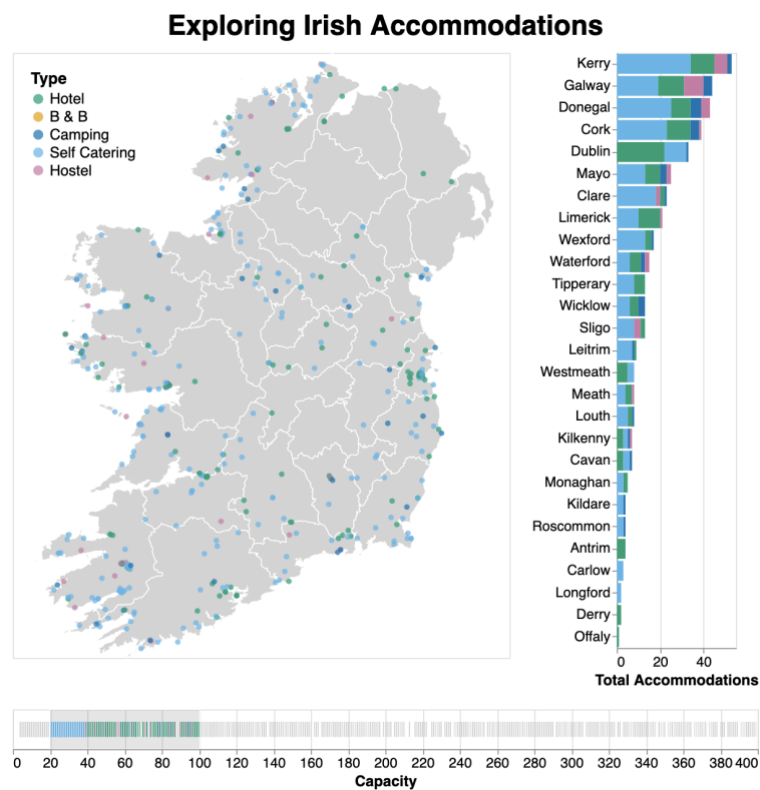 Exploring Irish Accommodations
Type
Hotel
B & B
Camping
Self Catering
Hostel
Kerry
Galway
Donegal
Cork
Dublin
Mayo
Clare
Limerick
Wexford
Waterford
Tipperary
Wicklow
Sligo
Leitrim
Westmeath
Meath
Louth
Kilkenny
Cavan
Monaghan
Kildare
Roscommon
Antrim
Carlow
Longford
Derry
Offaly
0 20 40
Total Accommodations
0 20 40 60 80 100 120 140 160 180 200 220 240 260 280 300 320 340 360 380 400
Capacity